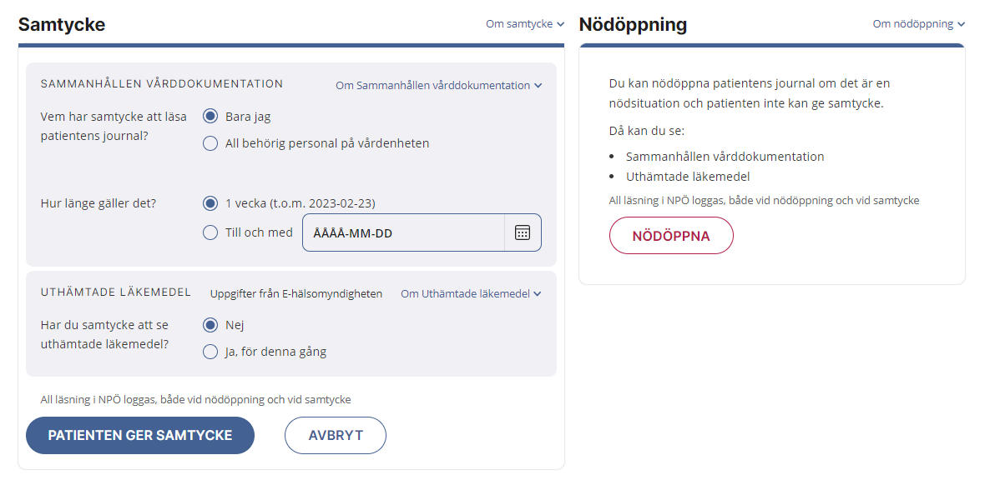 Samtycke
Om samtycke
SAMMANHÅLLEN VÅRDDOKUMENTATION
Om Sammanhållen vårddokumentation
Vem har samtycke att läsa
patientens journal?
Bara jag
All behörig personal på vårdenheten
Hur länge gäller det?
1 vecka (t.o.m. 2023-02-23)
Till och med
ÅÅÅÅ-MM-DD
UTHÄMTADE LÄKEMEDEL
Uppgifter från E-hälsomyndigheten
Om Uthämtade läkemedel
Har du samtycke att se
uthämtade läkemedel?
Nej
Ja, för denna gång
All läsning i NPÖ loggas, både vid nödöppning och vid samtycke
PATIENTEN GER SAMTYCKE
AVBRYT
Nödöppning
Om nödöppning
Du kan nödöppna patientens journal om det är en
nödsituation och patienten inte kan ge samtycke.
Då kan du se:
• Sammanhållen vårddokumentation
• Uthämtade läkemedel
All läsning i NPÖ loggas, både vid nödöppning och vid samtycke
NÖDÖPPNA